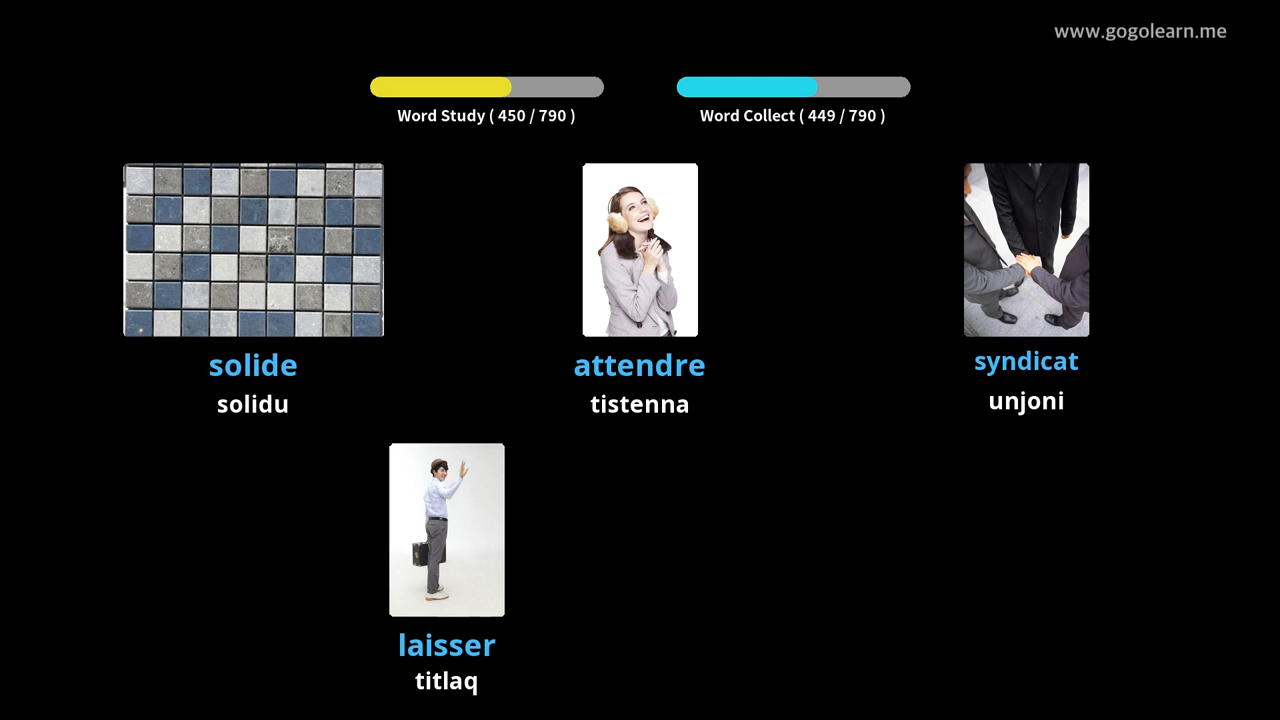 www.gogolearn.me
Word Study ( 450 / 790 )
Word Collect ( 449 / 790 )
solide
solidu
attendre
tistenna
syndicat
unjoni
laisser
titlaq